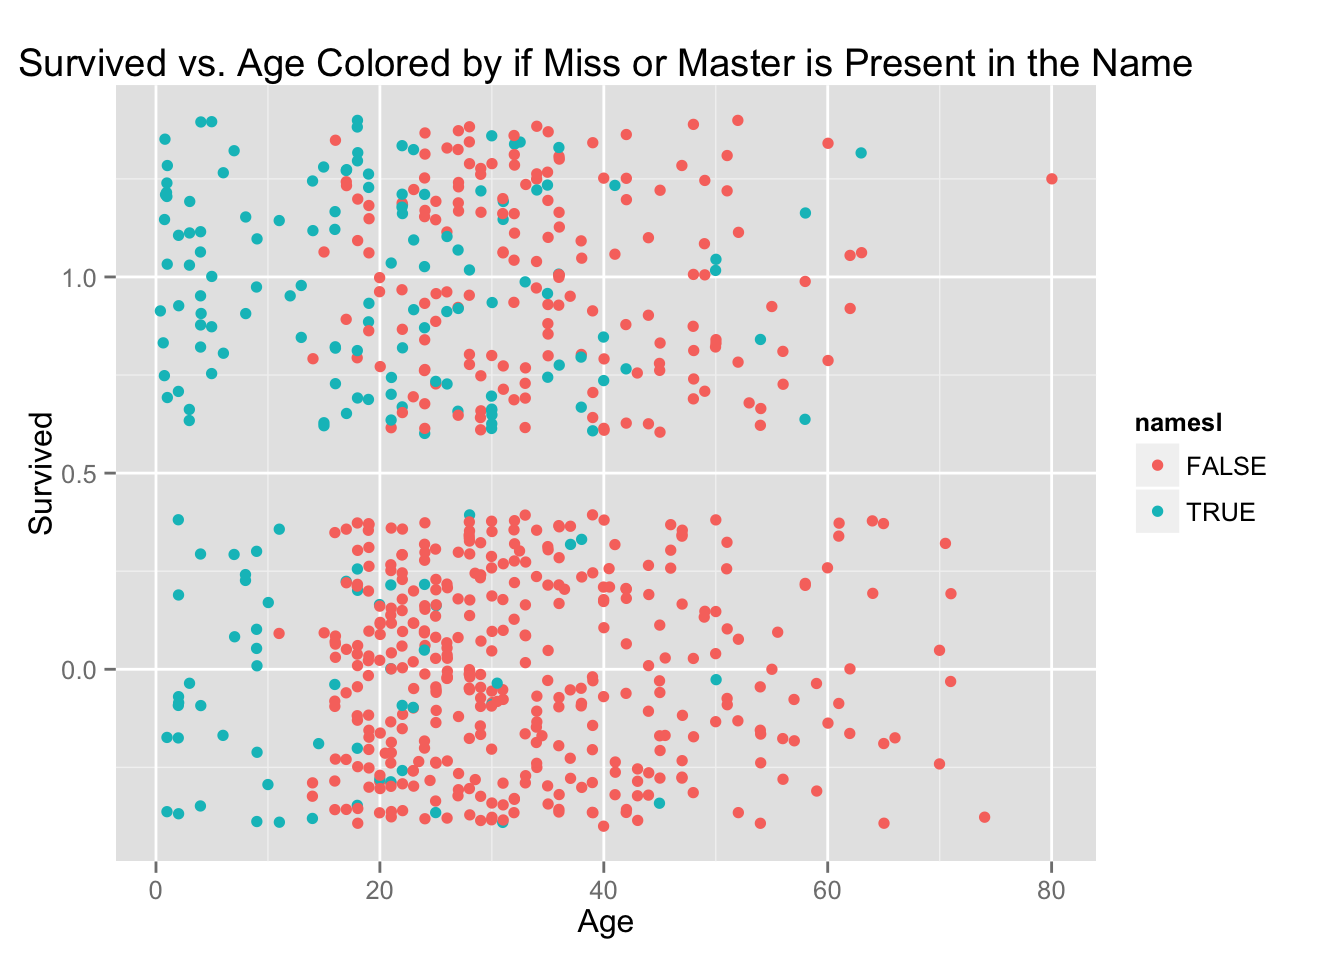 Survived vs. Age Colored by if Miss or Master is Present in the Name
Survived
1.0
0.5
0.0
0
20
40
60
80
Age
namesl
FALSE
TRUE